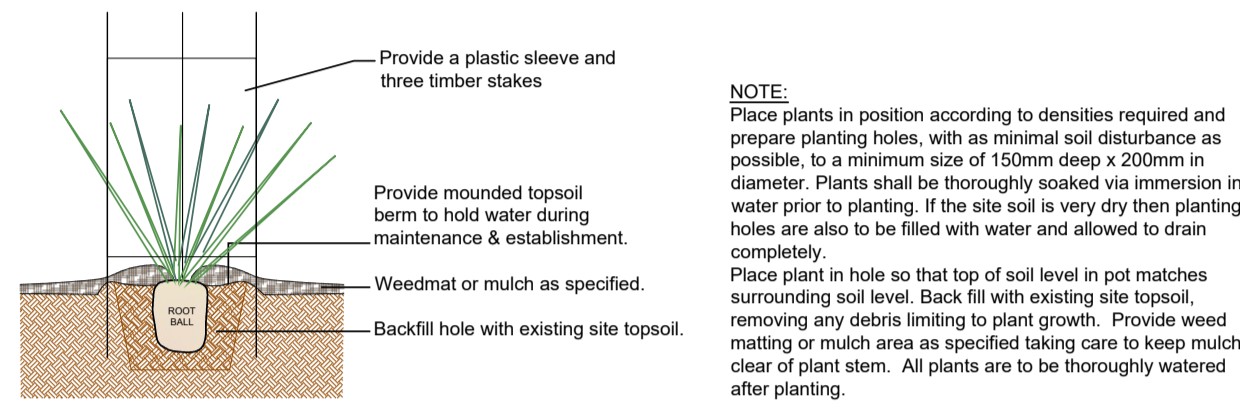 Provide a plastic sleeve and
three timber stakes
Provide mounded topsoil
berm to hold water during
maintenance & establishment.
Weedmat or mulch as specified.
ROOT
BALL
Backfill hole with existing site topsoil.
NOTE:
Place plants in position according to densities required and
prepare planting holes, with as minimal soil disturbance as
possible, to a minimum size of 150mm deep x 200mm in
diameter. Plants shall be thoroughly soaked via immersion in
water prior to planting. If the site soil is very dry then planting
holes are also to be filled with water and allowed to drain
completely.
Place plant in hole so that top of soil level in pot matches
surrounding soil level. Back fill with existing site topsoil,
removing any debris limiting to plant growth.  Provide weed
matting or mulch area as specified taking care to keep mulch
clear of plant stem.  All plants are to be thoroughly watered
after planting.